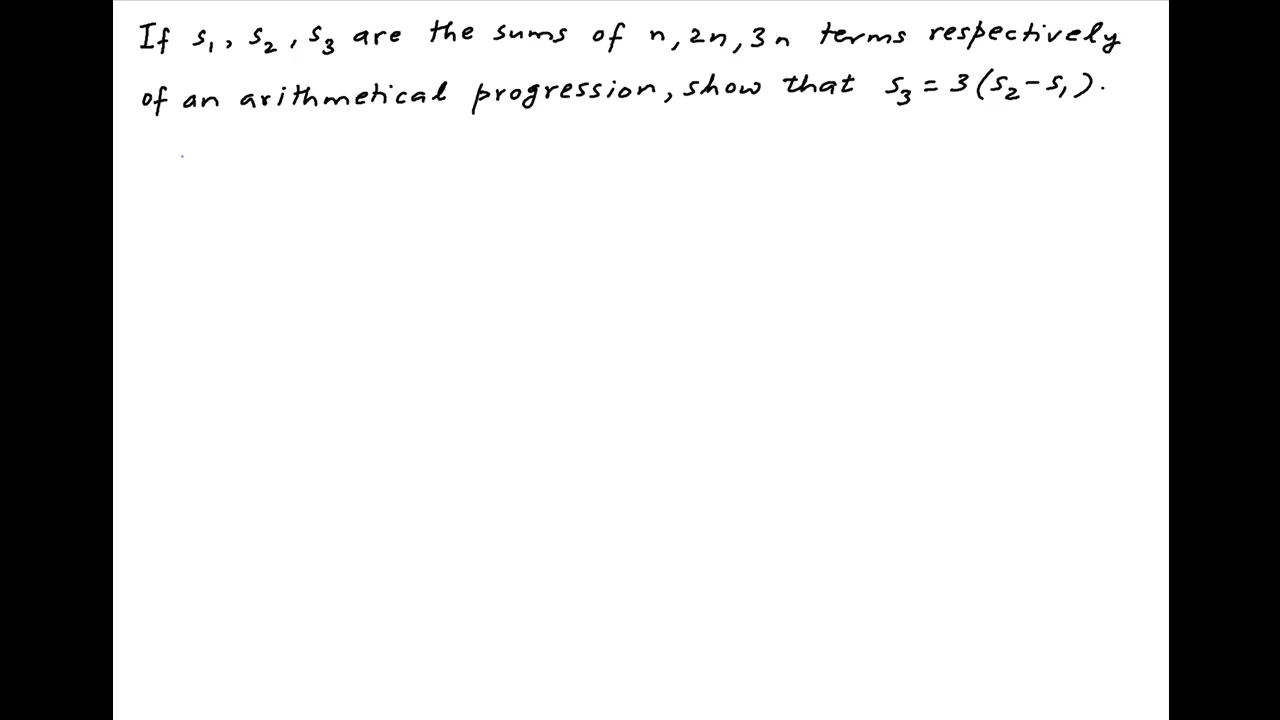 If s₁, s₂, s₃ are the sums of n, 2n, 3n terms respectively
of an arithmetical progression, show that s₃ = 3(s₂ - s₁).